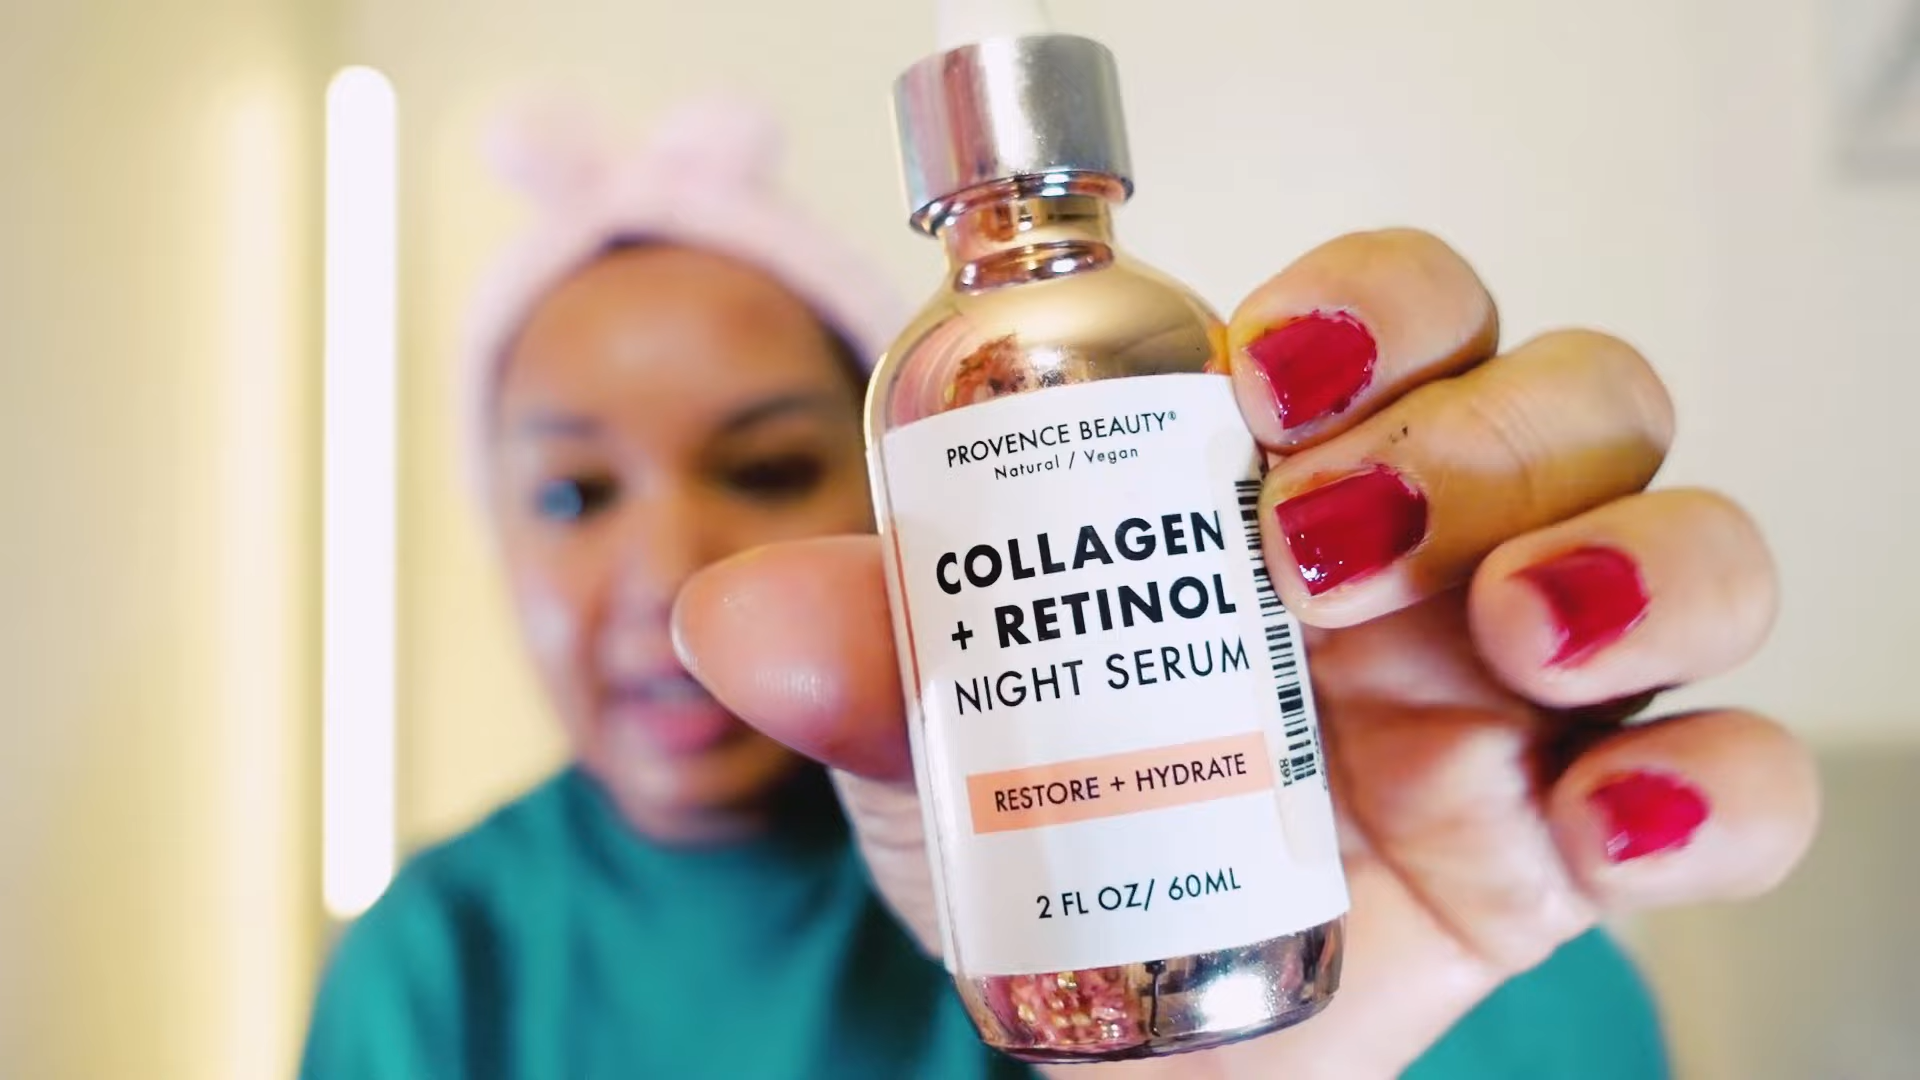 PROVENCE BEAUTY®
Natural / Vegan
COLLAGEN
+ RETINOL
NIGHT SERUM
RESTORE + HYDRATE
2 FL OZ/ 60ML